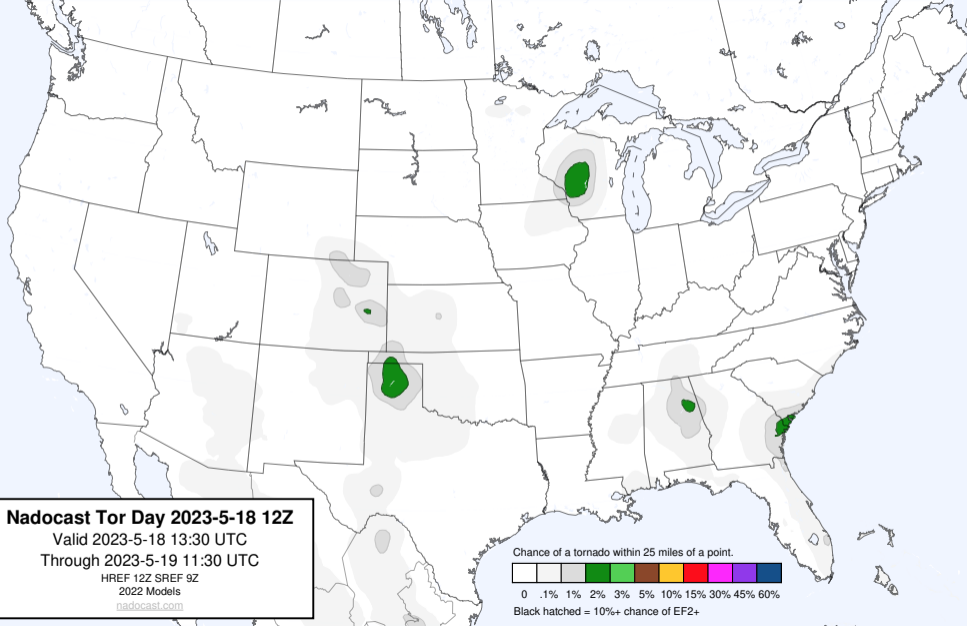 Nadocast Tor Day 2023-5-18 12Z
Valid 2023-5-18 13:30 UTC
Through 2023-5-19 11:30 UTC
HREF 12Z SREF 9Z
2022 Models
nadocast.com
Chance of a tornado within 25 miles of a point.
0 .1% 1% 2% 3% 5% 10% 15% 30% 45% 60%
Black hatched = 10%+ chance of EF2+